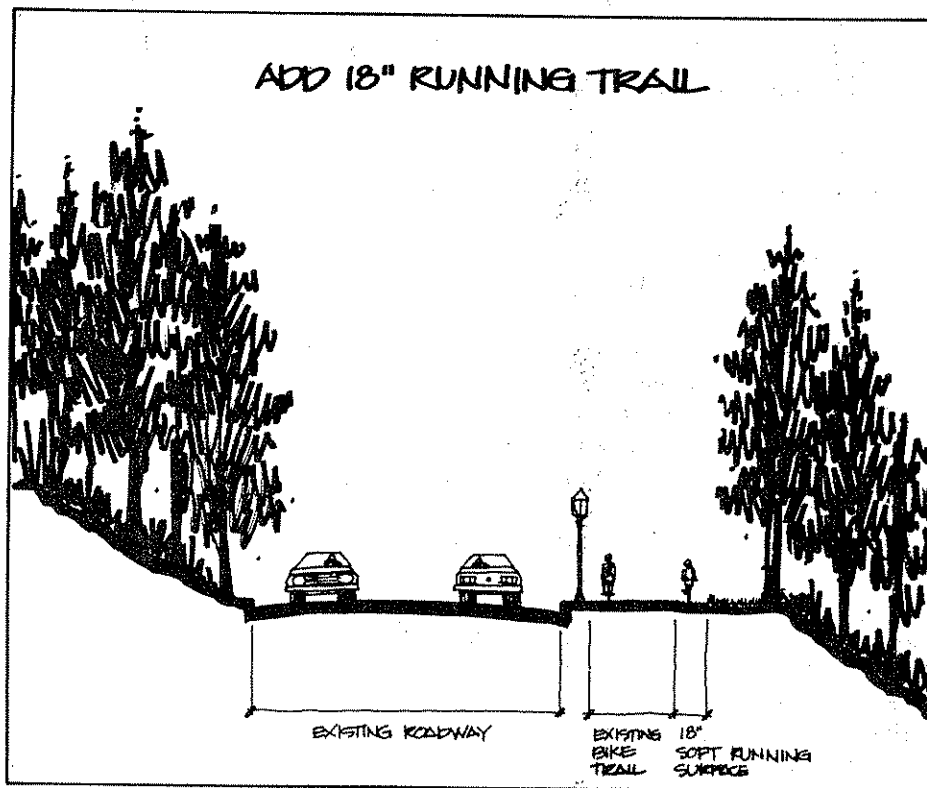 ADD 18" RUNNING TRAIL
EXISTING ROADWAY
EXISTING
BIKE
TRAIL
18"
SOFT RUNNING
SURFACE